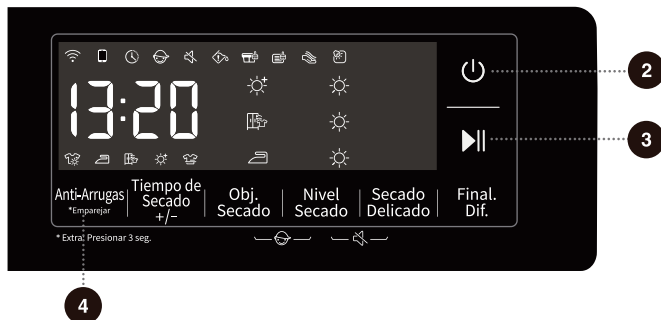 13:20
2
3
Anti-Arrugas
*Emparejar
Tiempo de
Secado
+/-
Obj.
Secado
Nivel
Secado
Secado
Delicado
Final.
Dif.
* Extra: Presionar 3 seg.
4